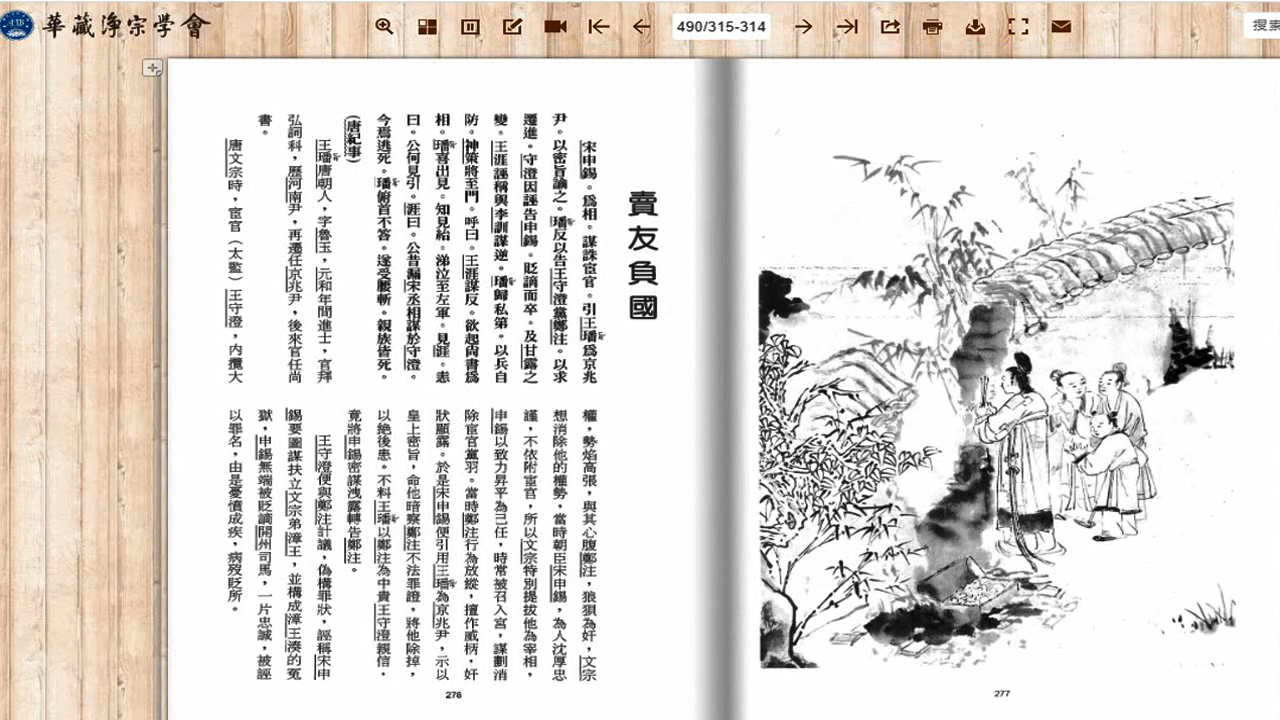 華藏淨宗學會
490/315-314
搜索
賣友負國
宋申錫。為相。謀誅宦官。引王璠為京兆
尹。以密旨諭之。璠反以告王守澄黨鄭注。以求
遷進。守澄因誣告申錫。貶謫而卒。及甘露之
變。王涯誣稱與李訓謀逆。璠歸私第。以兵自
防。神策將至門。呼曰。王涯謀反。欲起尚書為
相。璠喜出見。知見紿。涕泣至左軍。見涯。恚
曰。公何見引。涯曰。公昔漏宋丞相謀於守澄。
今焉逃死。璠俯首不答。遂受腰斬。親族皆死。
(唐紀事)
王璠唐朝人，字魯玉，元和年間進士，官拜
弘詞科，歷河南尹，再遷任京兆尹，後來官任尚
書。
唐文宗時，宦官（太監）王守澄，內攬大
權，勢焰高張，與其心腹鄭注，狼狽為奸，文宗
想消除他的權勢，當時朝臣宋申錫，為人沈厚忠
謹，不依附宦官，所以文宗特別提拔他為宰相，
申錫以致力昇平為己任，時常被召入宮，謀劃消
除宦官黨羽。當時鄭注行為放縱，擅作威柄，奸
狀顯露。於是宋申錫便引用王璠為京兆尹，示以
皇上密旨，命他暗察鄭注不法罪證，將他除掉，
以絕後患。不料王璠以鄭注為中貴王守澄親信，
竟將申錫密謀洩露轉告鄭注。
王守澄便與鄭注計議，偽構罪狀，誣稱宋申
錫要圖謀扶立文宗弟漳王，並構成漳王湊的冤
獄，申錫無端被貶謫開州司馬，一片忠誠，被誣
以罪名，由是憂憤成疾，病歿貶所。
276
277